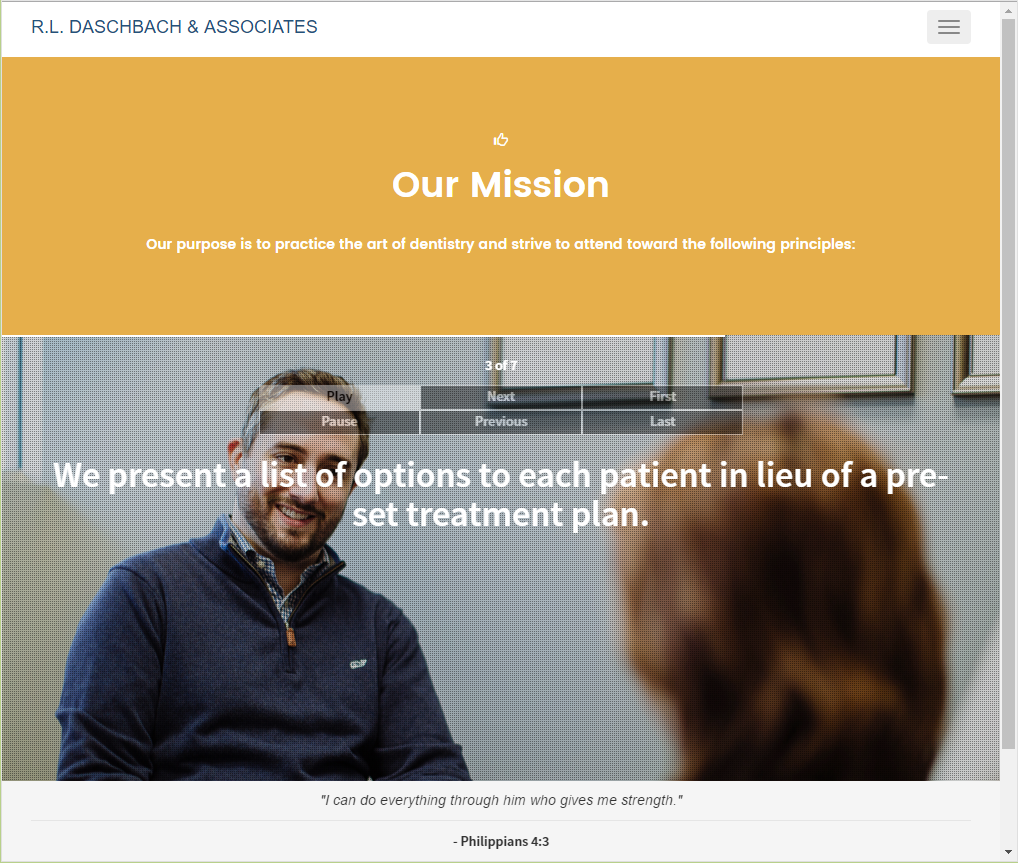 R.L. DASCHBACH & ASSOCIATES
Our Mission
Our purpose is to practice the art of dentistry and strive to attend toward the following principles:
3 of 7
Play Next First
Pause Previous Last
We present a list of options to each patient in lieu of a pre-
set treatment plan.
"I can do everything through him who gives me strength."
- Philippians 4:3